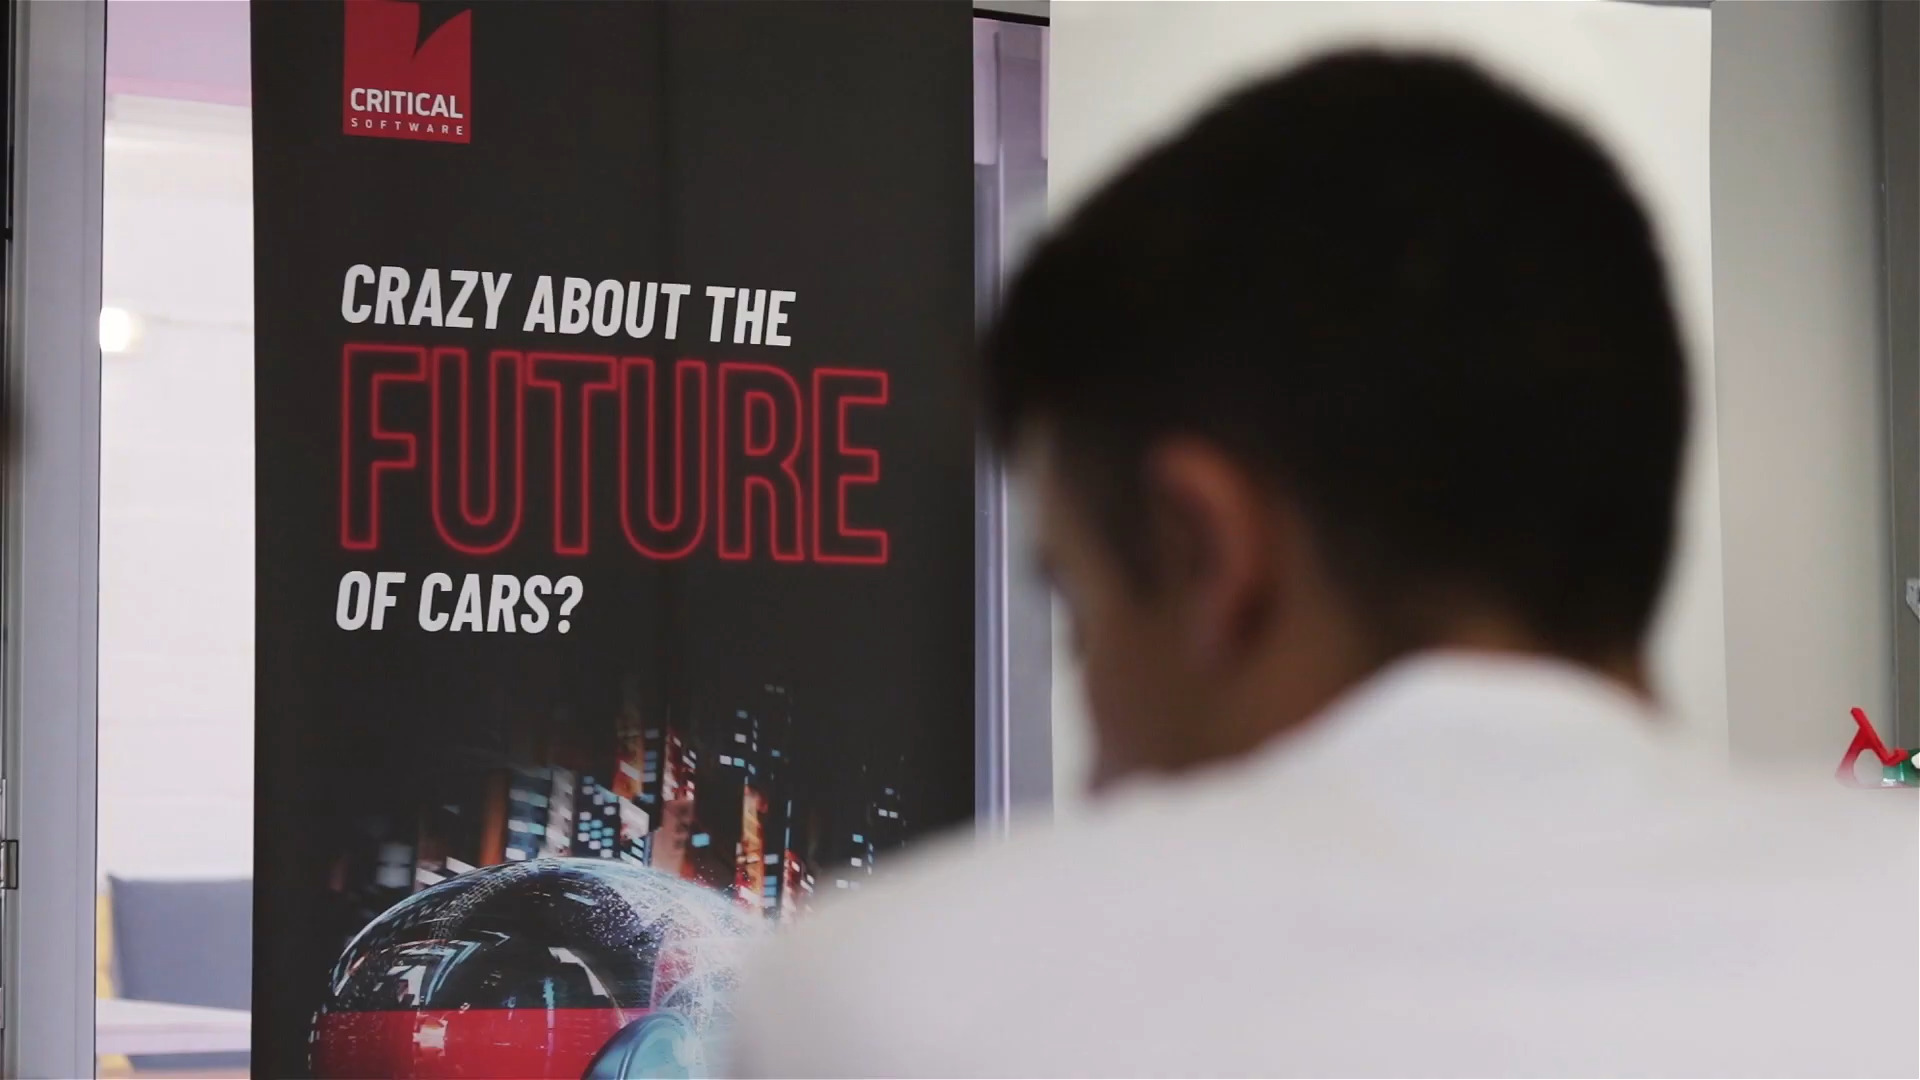 CRITICAL
SOFTWARE
CRAZY ABOUT THE
FUTURE
OF CARS?